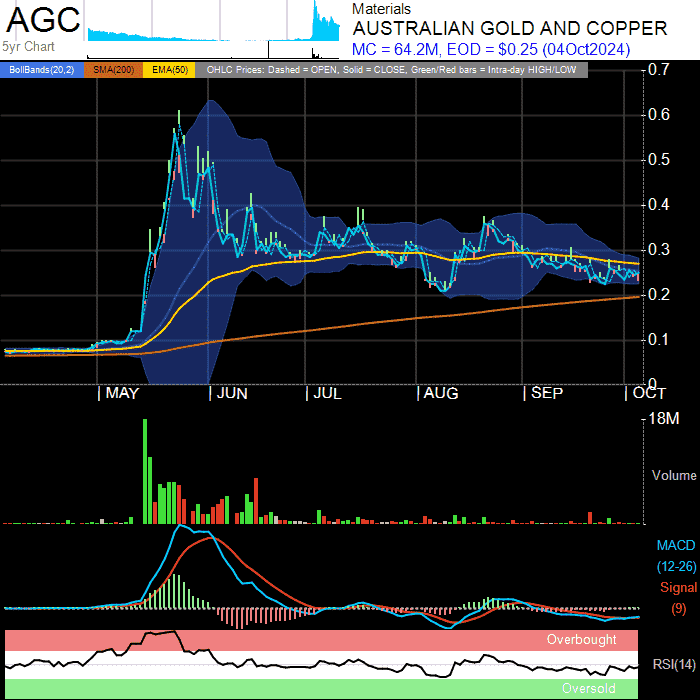 AGC
5yr Chart
Materials
AUSTRALIAN GOLD AND COPPER
MC = 64.2M, EOD = $0.25 (04Oct2024)
BollBands(20,2) SMA(200) EMA(50) OHLC Prices: Dashed = OPEN, Solid = CLOSE, Green/Red bars = Intra-day HIGH/LOW
0.7
0.6
0.5
0.4
0.3
0.2
0.1
0
MAY JUN JUL AUG SEP OCT
18M
Volume
MACD
(12-26)
Signal
(9)
Overbought
RSI(14)
Oversold